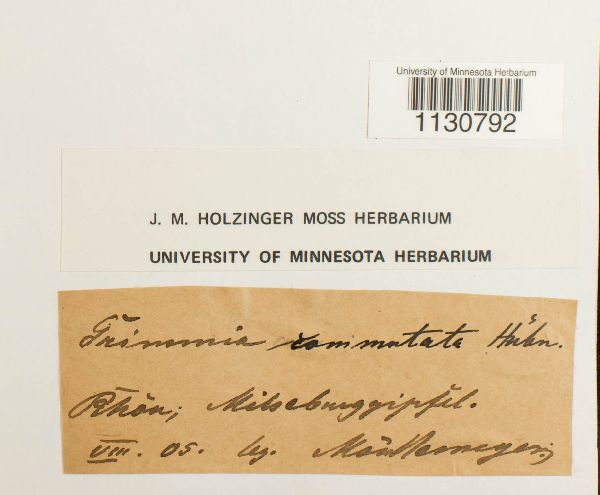 University of Minnesota Herbarium
1130792
J. M. HOLZINGER MOSS HERBARIUM
UNIVERSITY OF MINNESOTA HERBARIUM
Grimmia commutata Hübn.
Rhön; Milseburggipfel.
VIII. 05. leg.